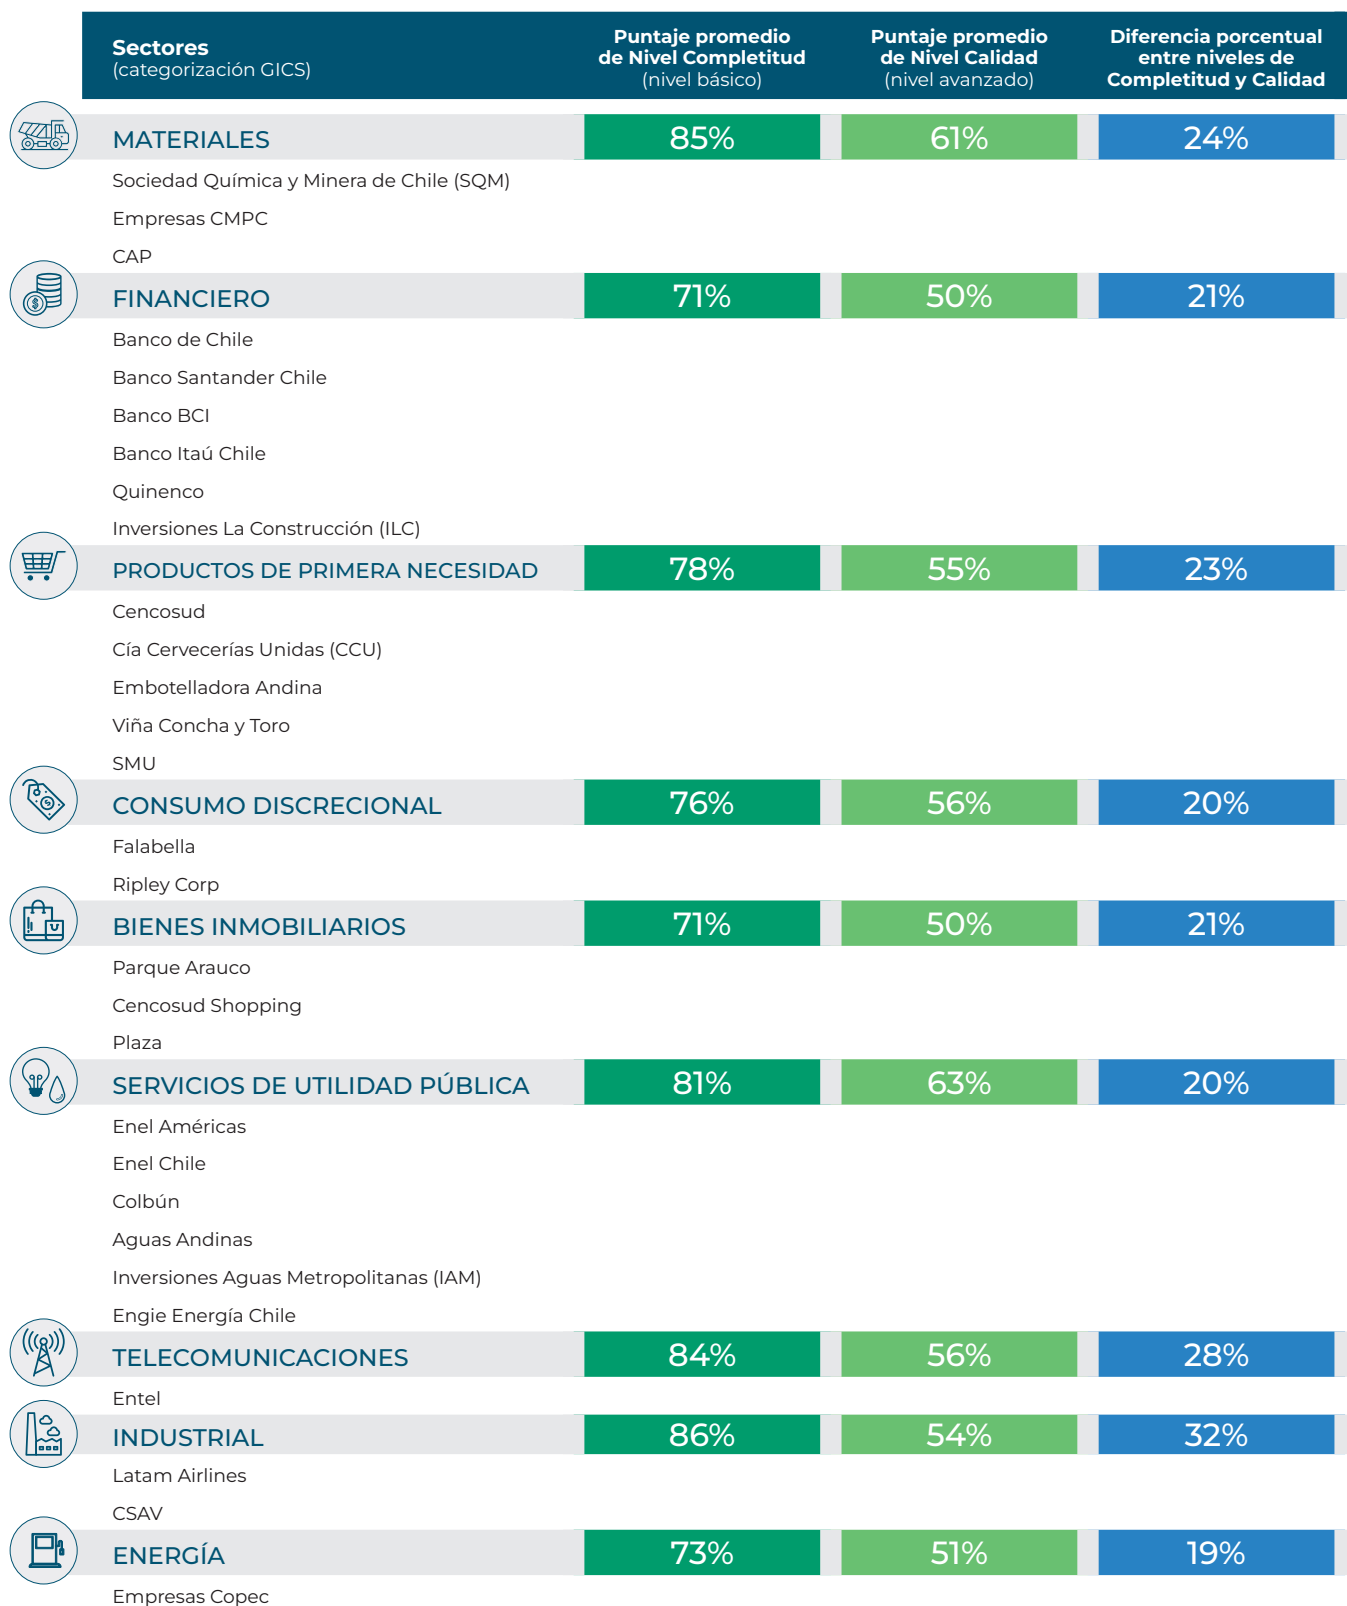 Sectores
(categorización GICS)
Puntaje promedio
de Nivel Completitud
(nivel básico)
Puntaje promedio
de Nivel Calidad
(nivel avanzado)
Diferencia porcentual
entre niveles de
Completitud y Calidad
MATERIALES 85% 61% 24%
Sociedad Química y Minera de Chile (SQM)
Empresas CMPC
CAP
FINANCIERO 71% 50% 21%
Banco de Chile
Banco Santander Chile
Banco BCI
Banco Itaú Chile
Quinenco
Inversiones La Construcción (ILC)
PRODUCTOS DE PRIMERA NECESIDAD 78% 55% 23%
Cencosud
Cía Cervecerías Unidas (CCU)
Embotelladora Andina
Viña Concha y Toro
SMU
CONSUMO DISCRECIONAL 76% 56% 20%
Falabella
Ripley Corp
BIENES INMOBILIARIOS 71% 50% 21%
Parque Arauco
Cencosud Shopping
Plaza
SERVICIOS DE UTILIDAD PÚBLICA 81% 63% 20%
Enel Américas
Enel Chile
Colbún
Aguas Andinas
Inversiones Aguas Metropolitanas (IAM)
Engie Energía Chile
TELECOMUNICACIONES 84% 56% 28%
Entel
INDUSTRIAL 86% 54% 32%
Latam Airlines
CSAV
ENERGÍA 73% 51% 19%
Empresas Copec